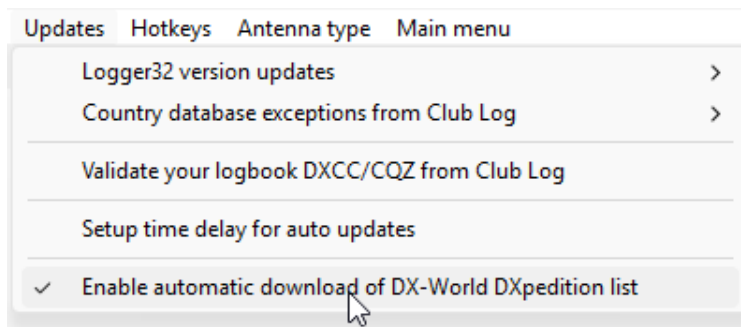 Updates Hotkeys Antenna type Main menu
Logger32 version updates
Country database exceptions from Club Log
Validate your logbook DXCC/CQZ from Club Log
Setup time delay for auto updates
Enable automatic download of DX-World DXpedition list